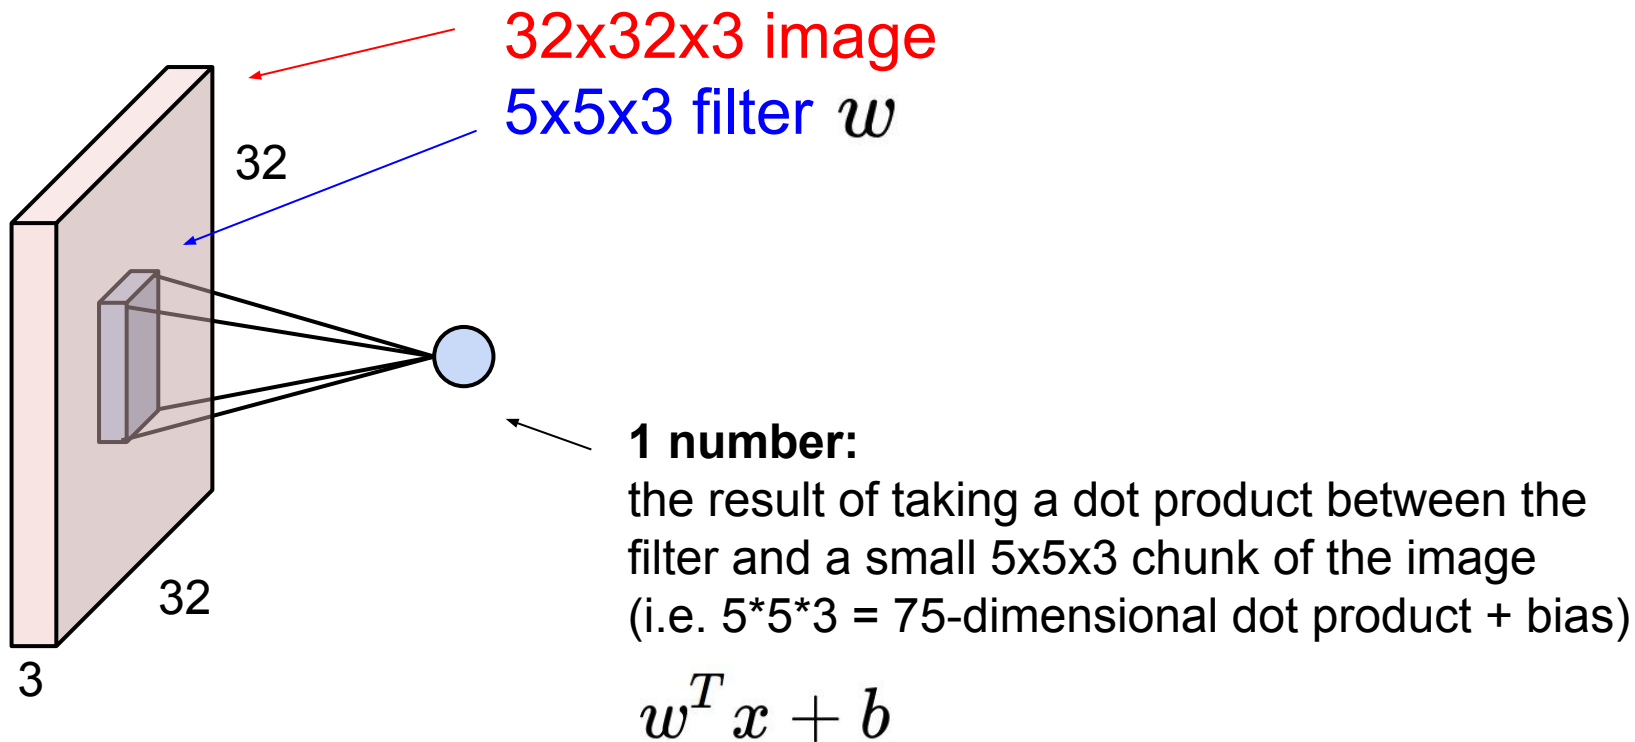 32x32x3 image
5x5x3 filter w
32
32
3
1 number:
the result of taking a dot product between the
filter and a small 5x5x3 chunk of the image
(i.e. 5*5*3 = 75-dimensional dot product + bias)
w^T x + b